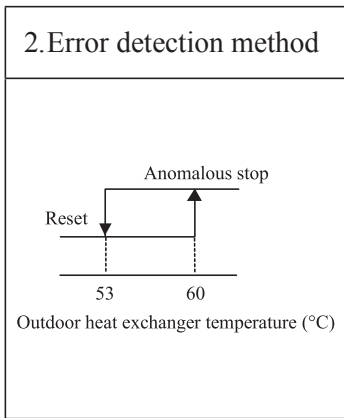 2.Error detection method
Anomalous stop
Reset
53 60
Outdoor heat exchanger temperature (°C)